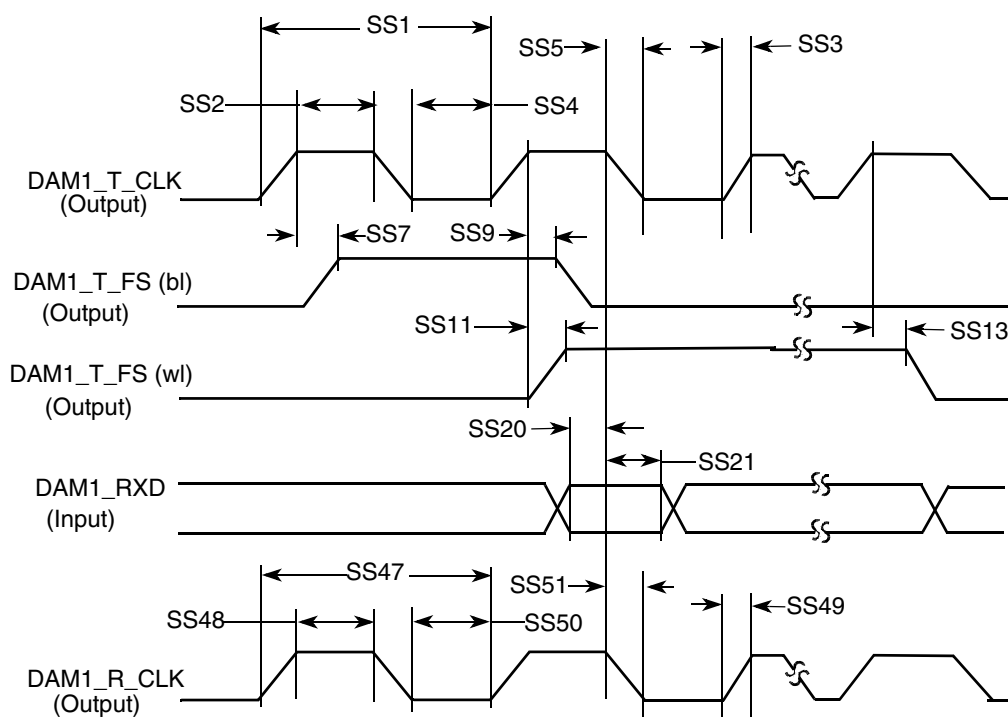 SS1
SS5
SS3
SS2
SS4
DAM1_T_CLK
(Output)
SS7
SS9
DAM1_T_FS (bl)
(Output)
SS11
SS13
DAM1_T_FS (wl)
(Output)
SS20
SS21
DAM1_RXD
(Input)
SS47
SS51
SS48
SS50
SS49
DAM1_R_CLK
(Output)